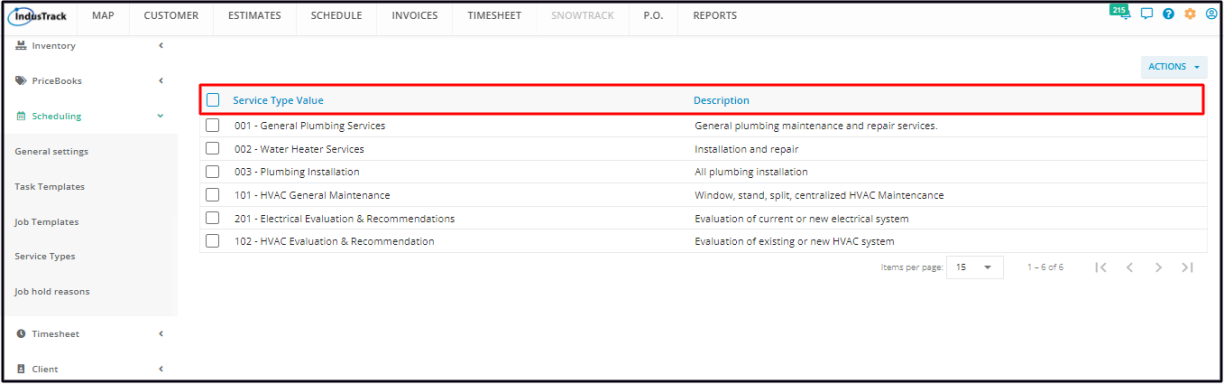 IndusTrack MAP CUSTOMER ESTIMATES SCHEDULE INVOICES TIMESHEET SNOWTRACK P.O. REPORTS 215
Inventory
PriceBooks
Scheduling
General settings
Task Templates
Job Templates
Service Types
Job hold reasons
Timesheet
Client
ACTIONS
Service Type Value Description
001 - General Plumbing Services General plumbing maintenance and repair services.
002 - Water Heater Services Installation and repair
003 - Plumbing Installation All plumbing installation
101 - HVAC General Maintenance Window, stand, split, centralized HVAC Maintencance
201 - Electrical Evaluation & Recommendations Evaluation of current or new electrical system
102 - HVAC Evaluation & Recommendation Evaluation of existing or new HVAC system
Items per page: 15 1 – 6 of 6